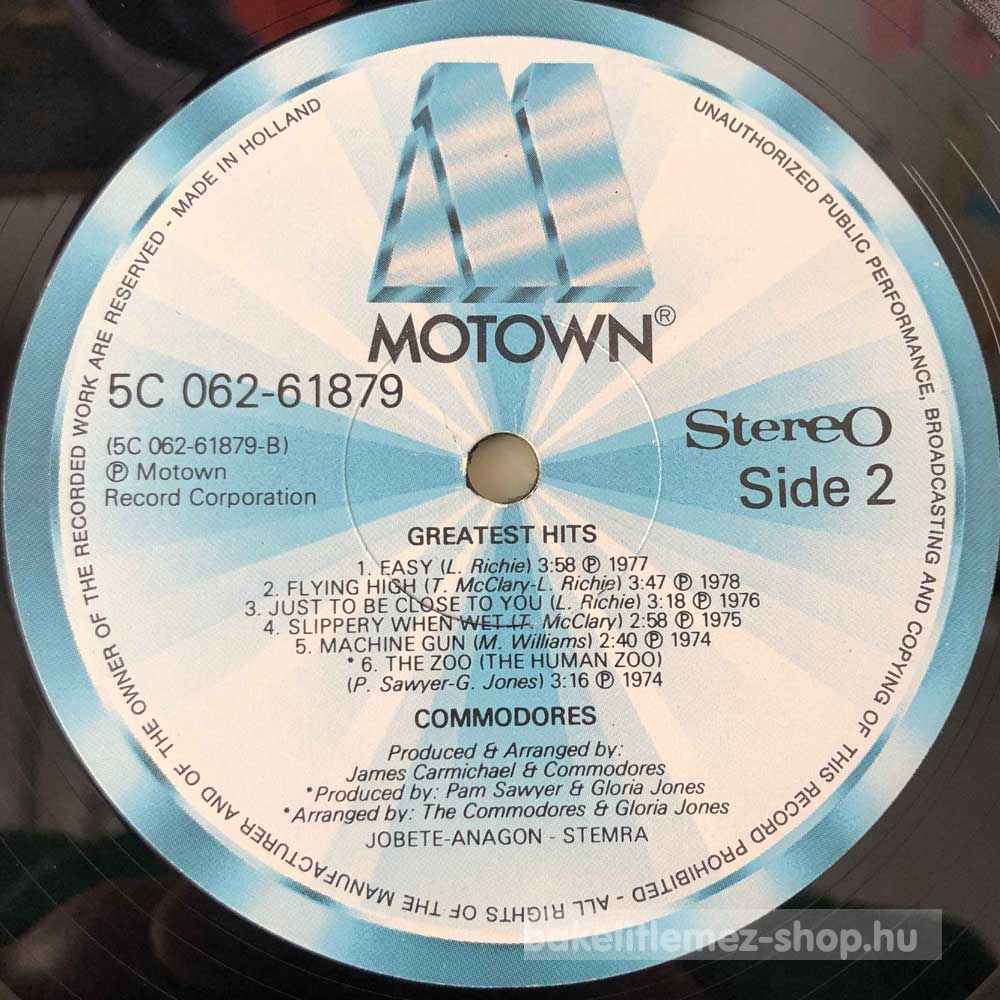 MOTOWN®
5C 062-61879
(5C 062-61879-B)
℗ Motown
Record Corporation
Stereo
Side 2
GREATEST HITS
1. EASY (L. Richie) 3:58 ℗ 1977
2. FLYING HIGH (T. McClary-L. Richie) 3:47 ℗ 1978
3. JUST TO BE CLOSE TO YOU (L. Richie) 3:18 ℗ 1976
4. SLIPPERY WHEN WET (T. McClary) 2:58 ℗ 1975
5. MACHINE GUN (M. Williams) 2:40 ℗ 1974
* 6. THE ZOO (THE HUMAN ZOO)
(P. Sawyer-G. Jones) 3:16 ℗ 1974
COMMODORES
Produced & Arranged by:
James Carmichael & Commodores
*Produced by: Pam Sawyer & Gloria Jones
*Arranged by: The Commodores & Gloria Jones
JOBETE-ANAGON - STEMRA
UNAUTHORIZED PUBLIC PERFORMANCE, BROADCASTING AND COPYING OF THIS RECORD PROHIBITED - ALL RIGHTS OF THE MANUFACTURER AND OF THE OWNER OF THE RECORDED WORK ARE RESERVED - MADE IN HOLLAND
bakelitlemez-shop.hu